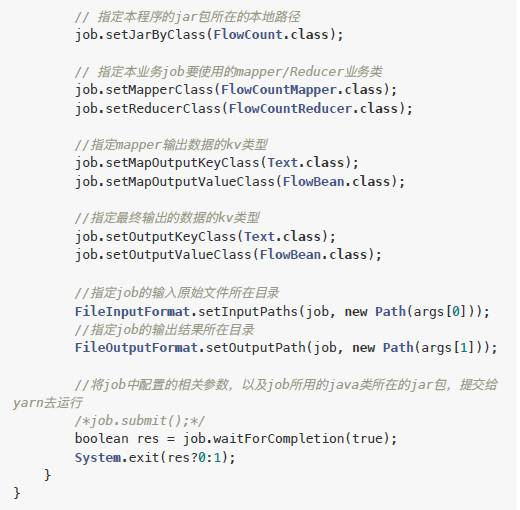 // 指定本程序的jar包所在的本地路径
job.setJarByClass(FlowCount.class);
// 指定本业务job要使用的mapper/Reducer业务类
job.setMapperClass(FlowCountMapper.class);
job.setReducerClass(FlowCountReducer.class);
//指定mapper输出数据的kv类型
job.setMapOutputKeyClass(Text.class);
job.setMapOutputValueClass(FlowBean.class);
//指定最终输出的数据的kv类型
job.setOutputKeyClass(Text.class);
job.setOutputValueClass(FlowBean.class);
//指定job的输入原始文件所在目录
FileInputFormat.setInputPaths(job, new Path(args[0]));
//指定job的输出结果所在目录
FileOutputFormat.setOutputPath(job, new Path(args[1]));
//将job中配置的相关参数，以及job所用的java类所在的jar包，提交给
yarn去运行
/*job.submit();*/
boolean res = job.waitForCompletion(true);
System.exit(res?0:1);
}
}